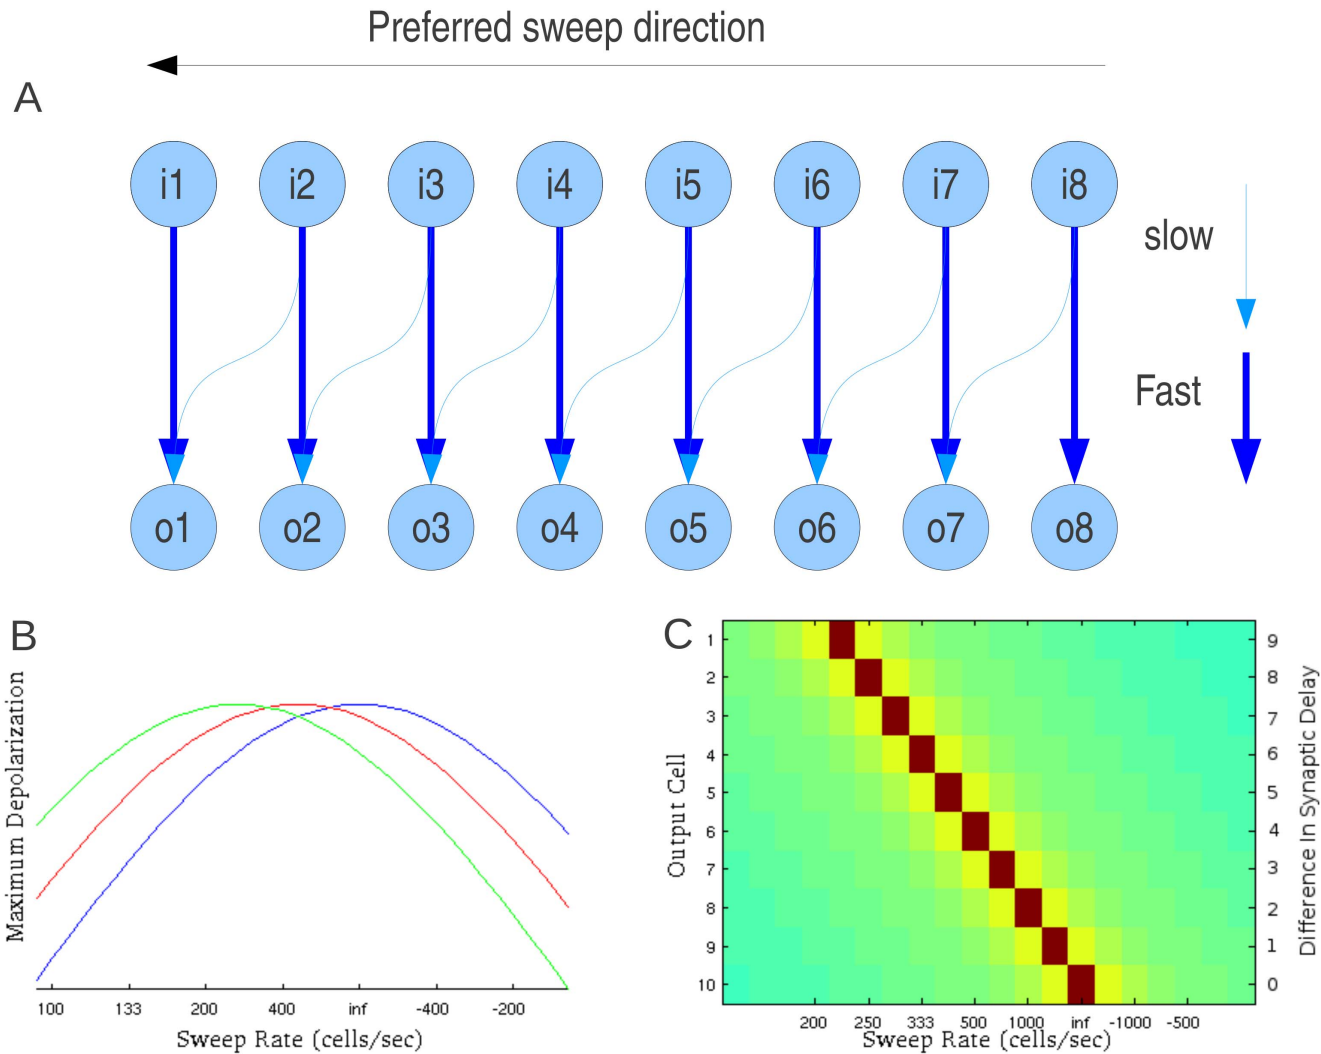 Preferred sweep direction
A
i1 i2 i3 i4 i5 i6 i7 i8
slow
Fast
o1 o2 o3 o4 o5 o6 o7 o8
B
Maximum Depolarization
100 133 200 400 inf -400 -200
Sweep Rate (cells/sec)
C
Output Cell
1 9
2 8
3 7
4 6
5 5
6 4
7 3
8 2
9 1
10 0
Difference In Synaptic Delay
200 250 333 500 1000 inf -1000 -500
Sweep Rate (cells/sec)